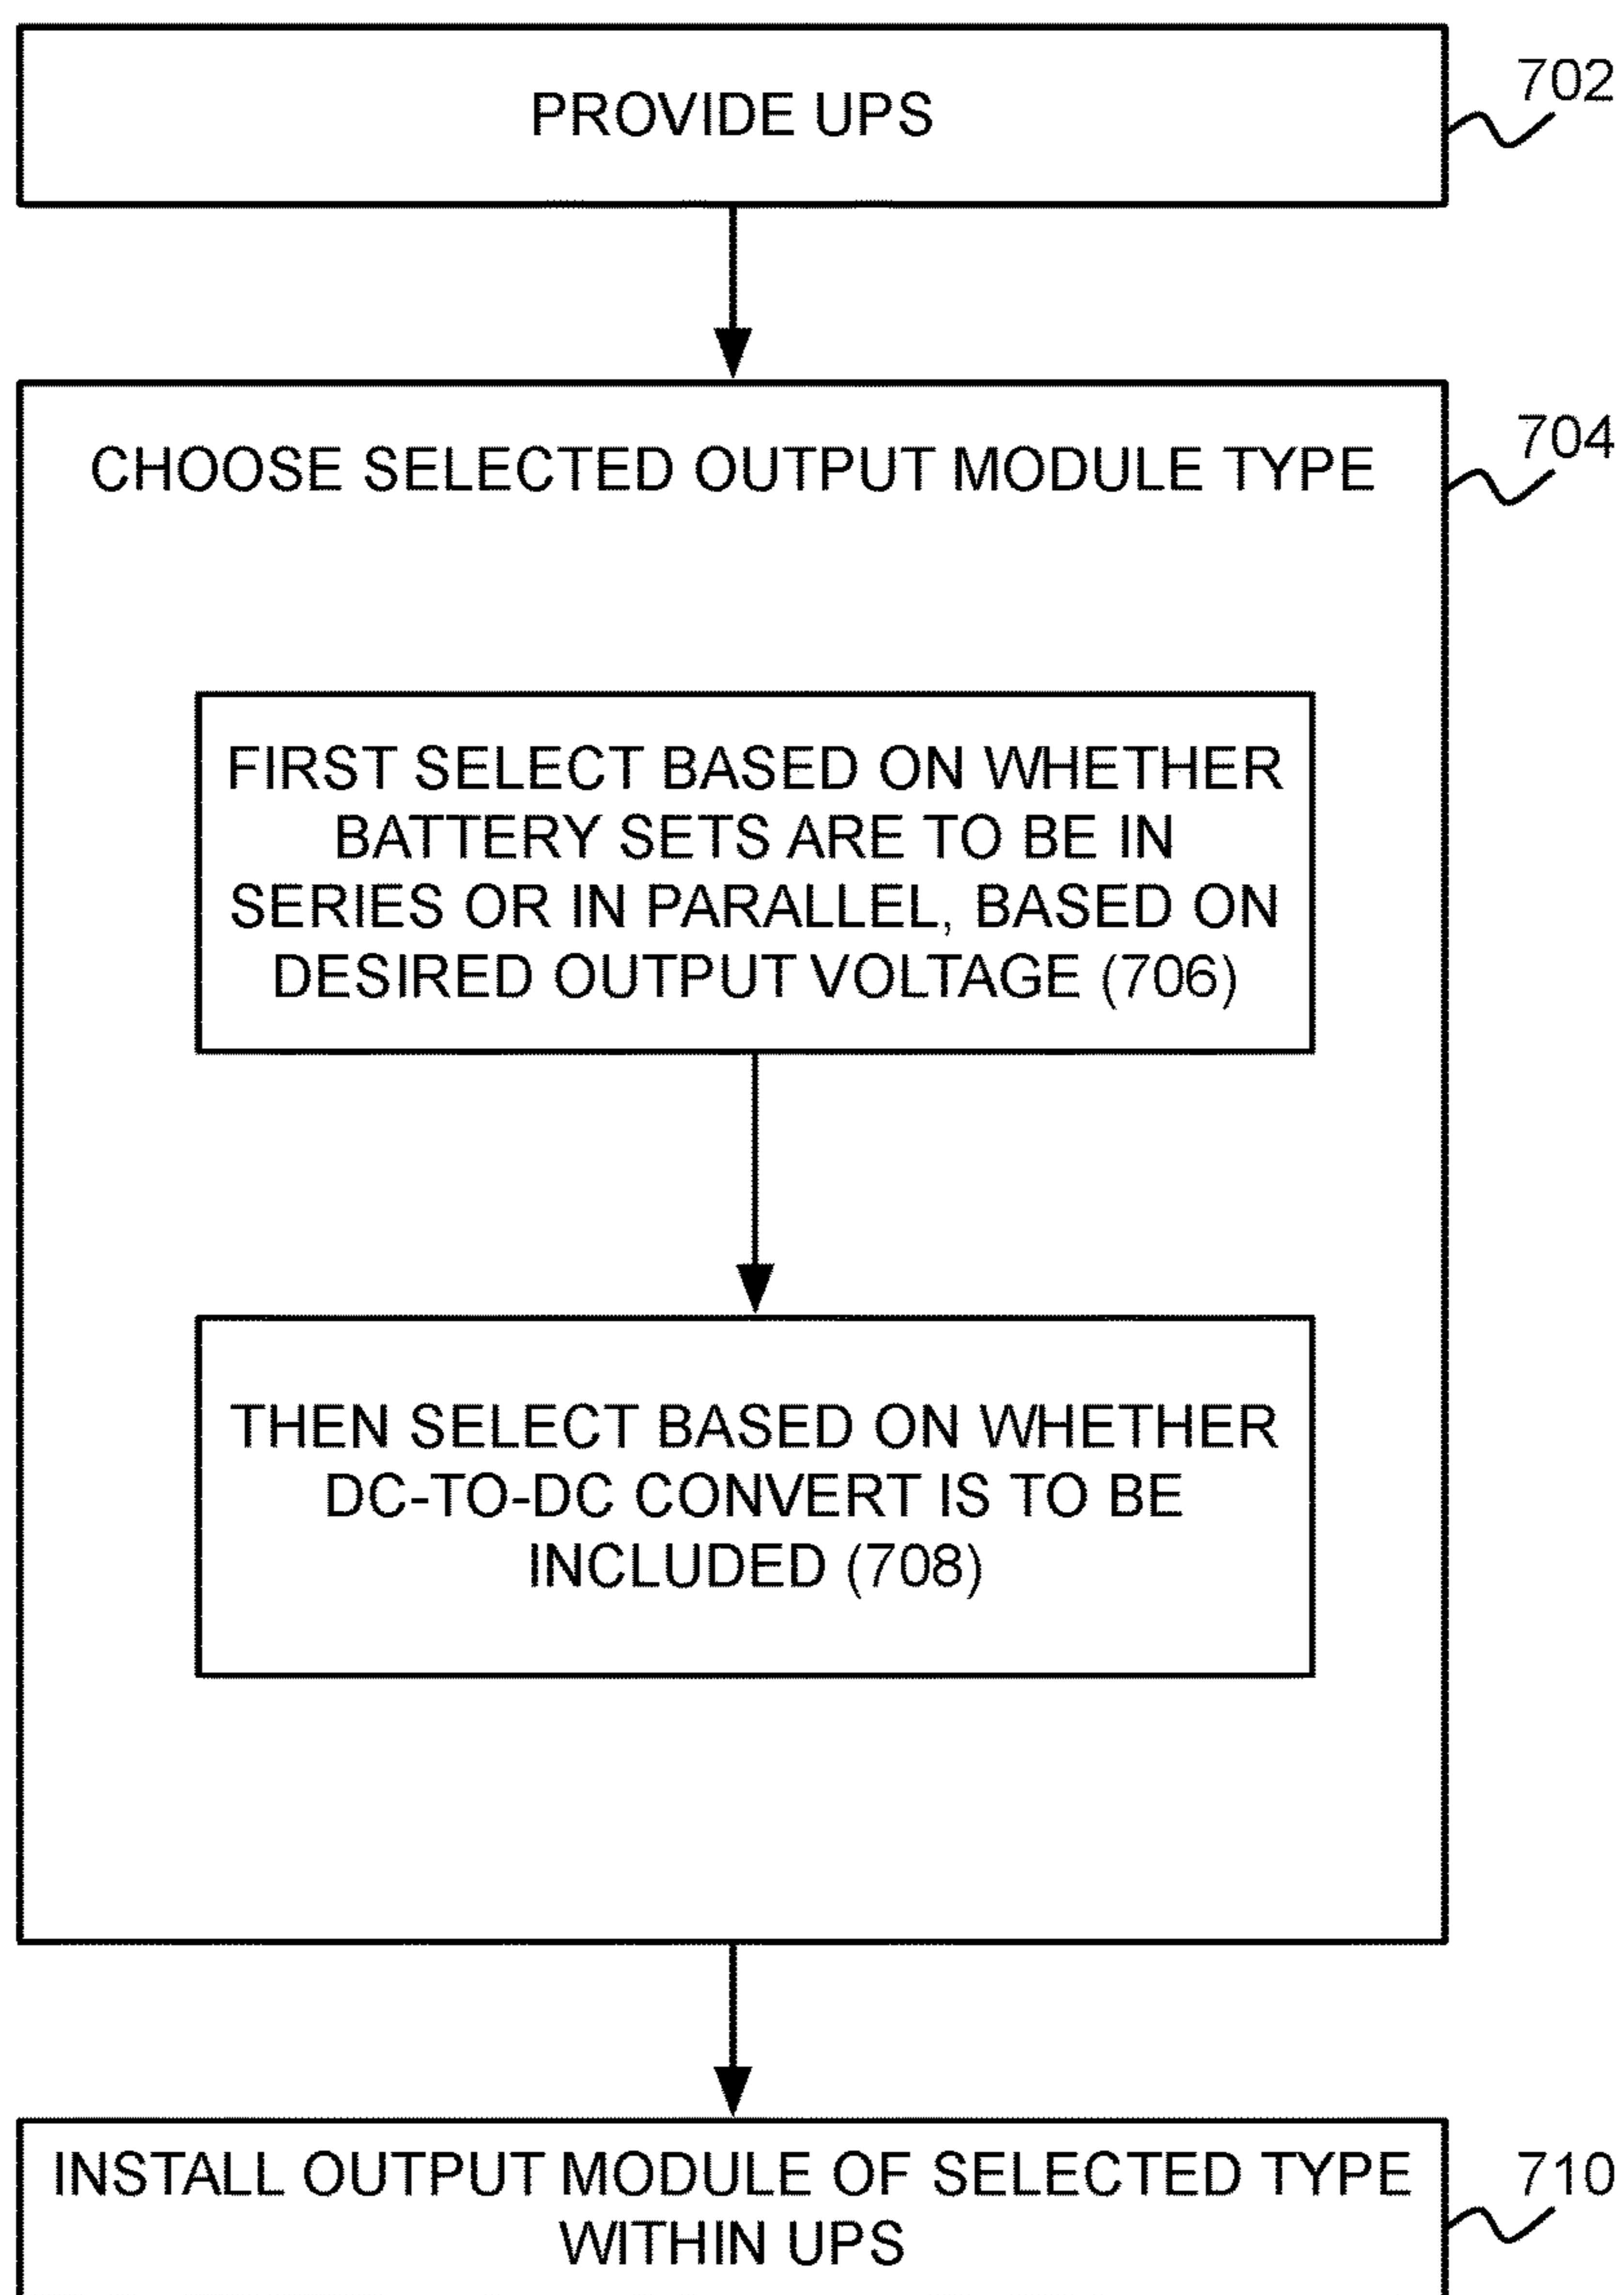 PROVIDE UPS
702
CHOOSE SELECTED OUTPUT MODULE TYPE
704
FIRST SELECT BASED ON WHETHER
BATTERY SETS ARE TO BE IN
SERIES OR IN PARALLEL, BASED ON
DESIRED OUTPUT VOLTAGE (706)
THEN SELECT BASED ON WHETHER
DC-TO-DC CONVERT IS TO BE
INCLUDED (708)
INSTALL OUTPUT MODULE OF SELECTED TYPE
WITHIN UPS
710